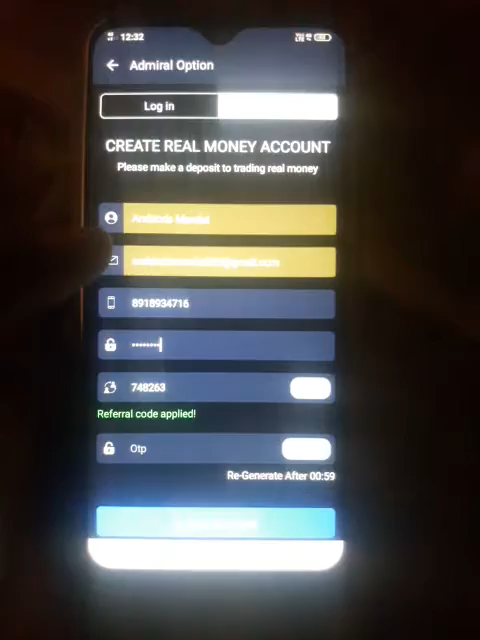 12:32
Admiral Option
Log in
CREATE REAL MONEY ACCOUNT
Please make a deposit to trading real money
8918934716
748263
Referral code applied!
Otp
Re-Generate After 00:59